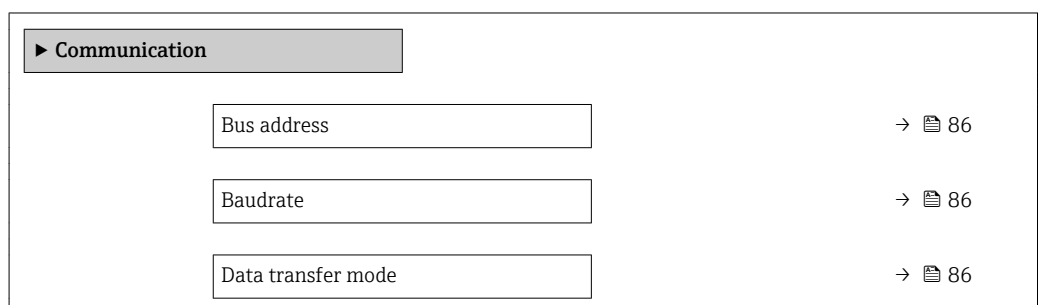 ▶ Communication
Bus address → 86
Baudrate → 86
Data transfer mode → 86